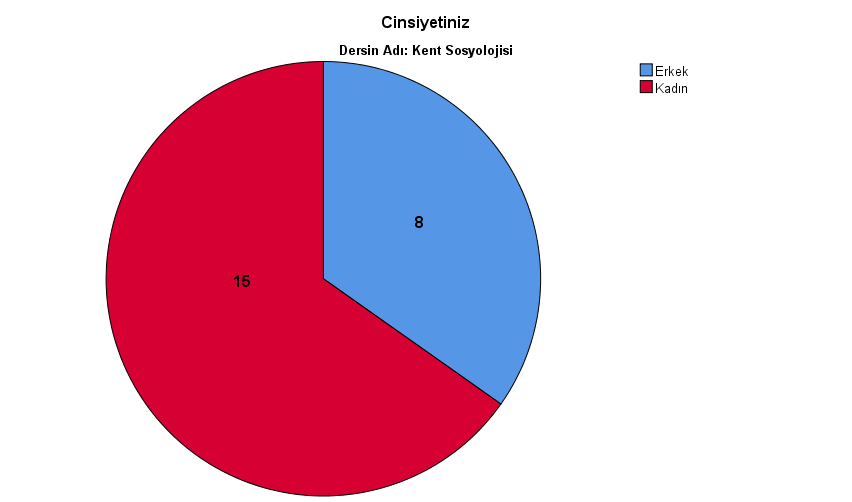 Cinsiyetiniz
Dersin Adı: Kent Sosyolojisi
Erkek
Kadın
8
15